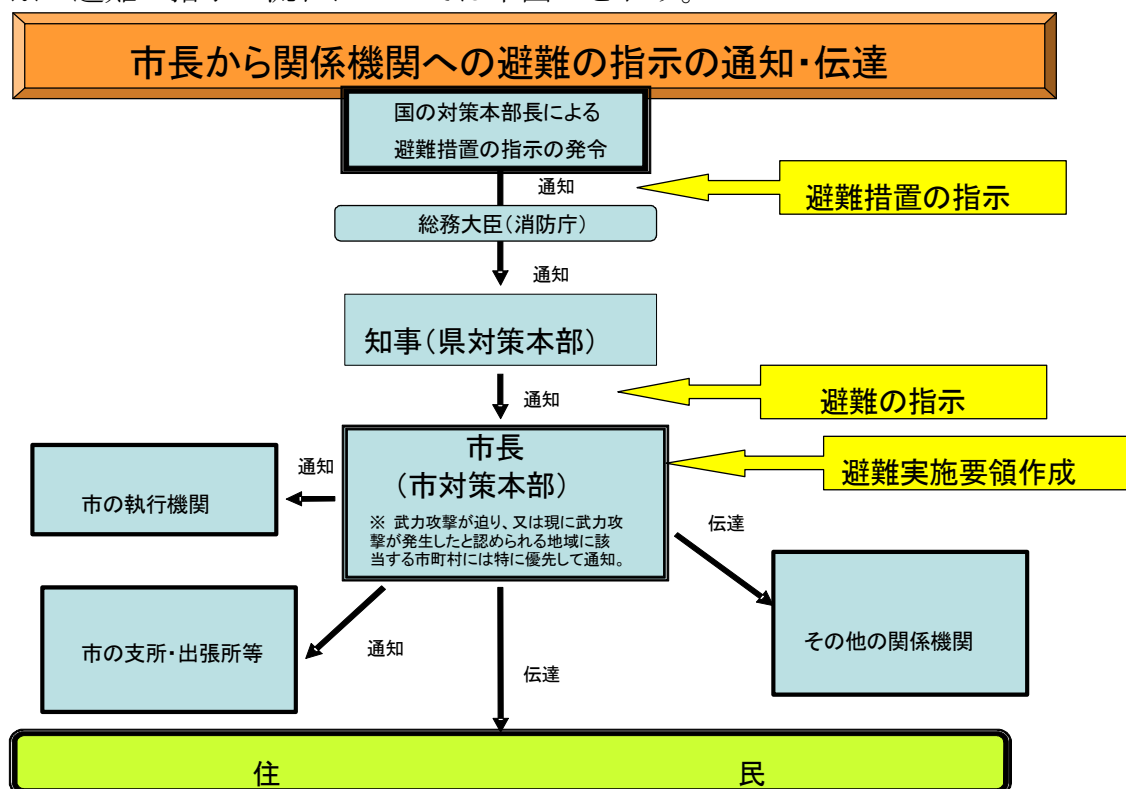 市長から関係機関への避難の指示の通知・伝達
国の対策本部長による
避難措置の指示の発令
通知
避難措置の指示
総務大臣(消防庁)
通知
知事(県対策本部)
通知
避難の指示
市長
(市対策本部)
※ 武力攻撃が迫り、又は現に武力攻
撃が発生したと認められる地域に該
当する市町村には特に優先して通知。
避難実施要領作成
通知
市の執行機関
伝達
その他の関係機関
市の支所・出張所等
通知
伝達
住 民